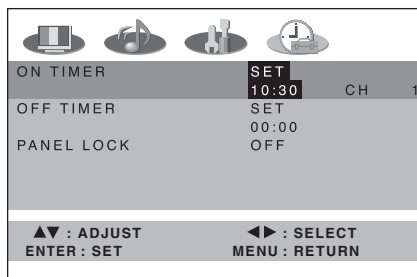 ON TIMER SET
10:30 CH 1
OFF TIMER SET
00:00
PANEL LOCK OFF
▲▼ : ADJUST ◀▶ : SELECT
ENTER : SET MENU : RETURN